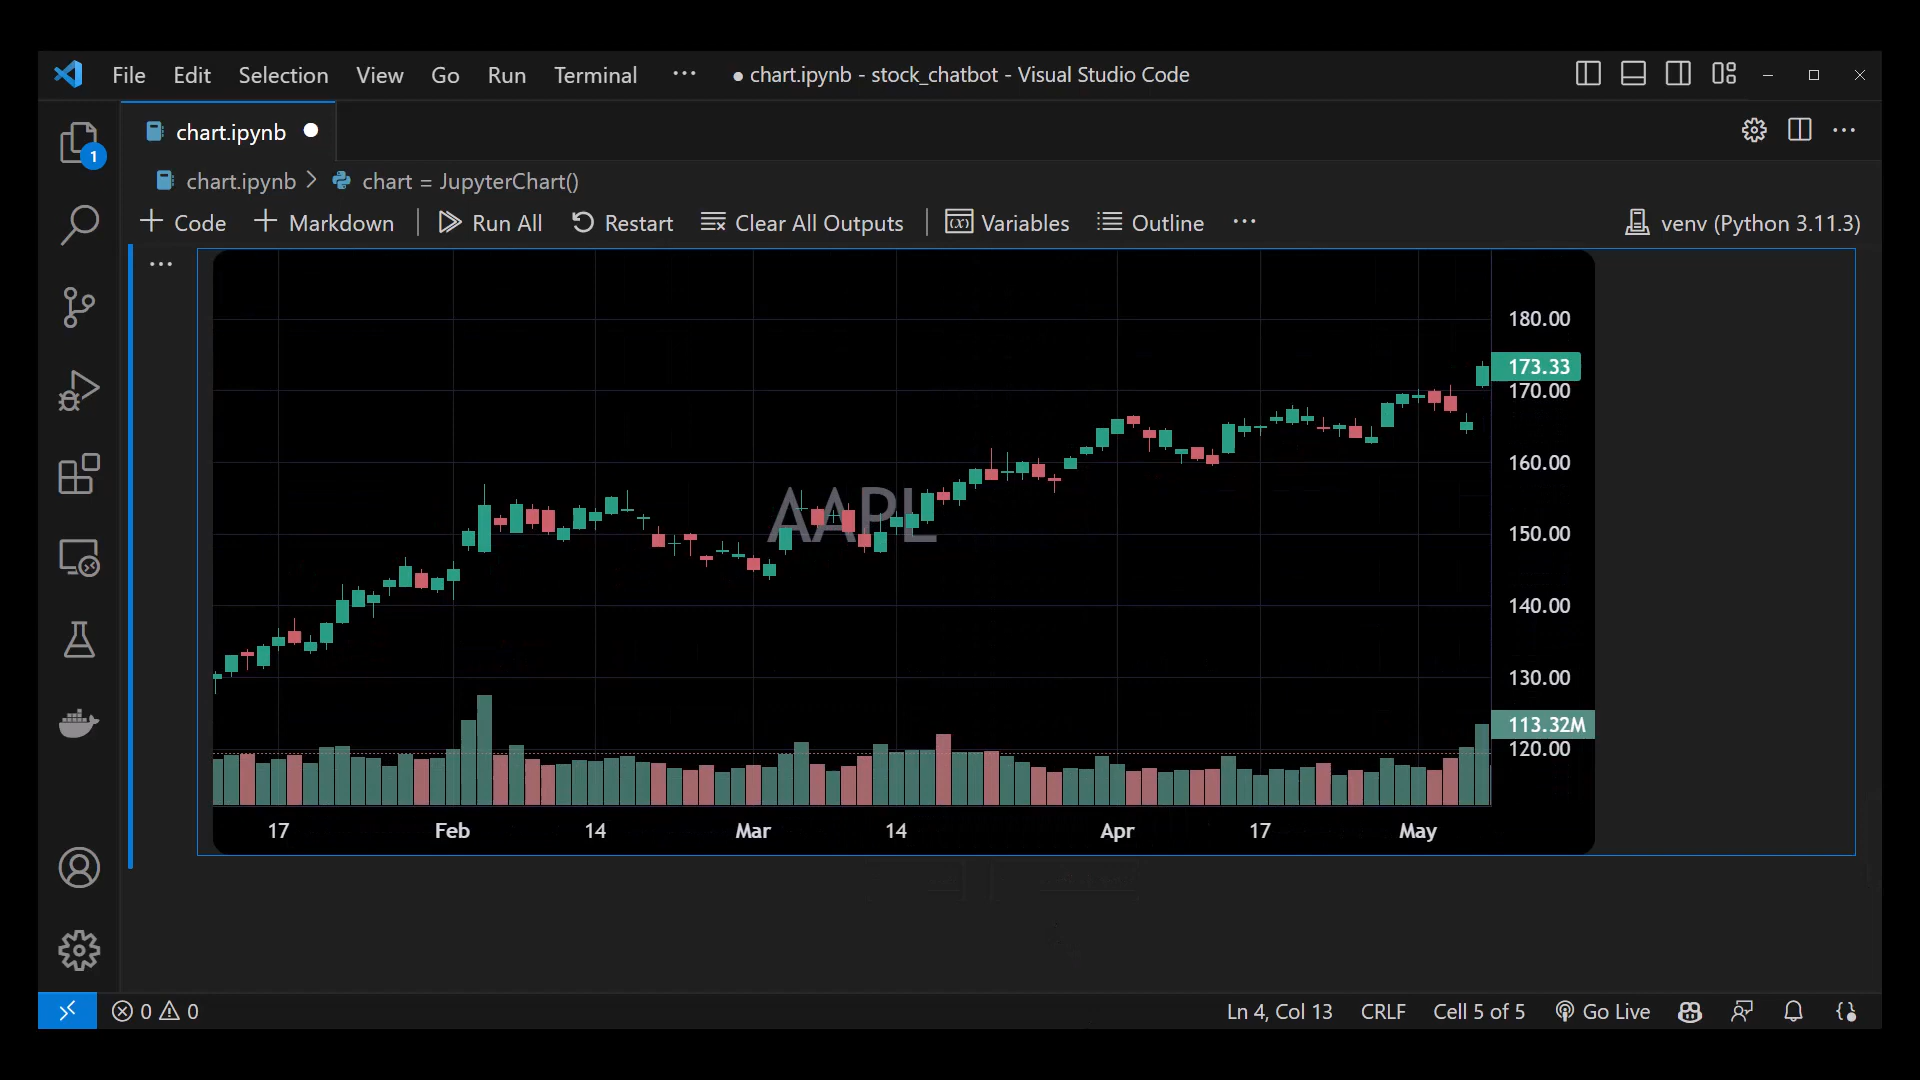 File Edit Selection View Go Run Terminal ··· ● chart.ipynb - stock_chatbot - Visual Studio Code
chart.ipynb
1
chart.ipynb > chart = JupyterChart()
+ Code + Markdown | Run All Restart Clear All Outputs | Variables Outline ··· venv (Python 3.11.3)
180.00
173.33
170.00
160.00
AAPL
150.00
140.00
130.00
113.32M
120.00
17 Feb 14 Mar 14 Apr 17 May
0 0 Ln 4, Col 13 CRLF Cell 5 of 5 Go Live